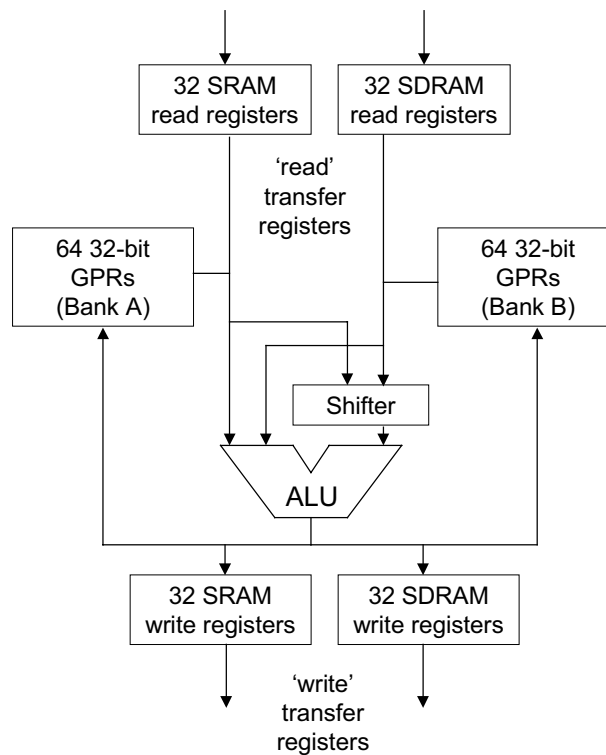 32 SRAM
read registers
32 SDRAM
read registers
‘read’
transfer
registers
64 32-bit
GPRs
(Bank A)
64 32-bit
GPRs
(Bank B)
Shifter
ALU
32 SRAM
write registers
32 SDRAM
write registers
‘write’
transfer
registers